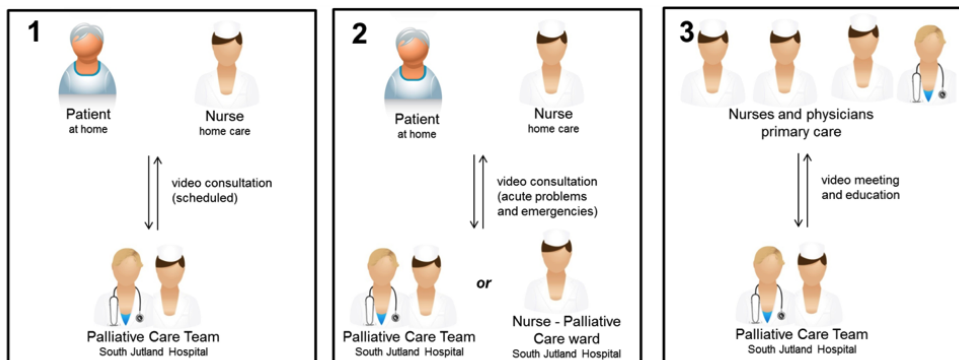 1
Patient
at home
Nurse
home care
video consultation
(scheduled)
Palliative Care Team
South Jutland Hospital
2
Patient
at home
Nurse
home care
video consultation
(acute problems
and emergencies)
or
Palliative Care Team
South Jutland Hospital
Nurse - Palliative
Care ward
South Jutland Hospital
3
Nurses and physicians
primary care
video meeting
and education
Palliative Care Team
South Jutland Hospital